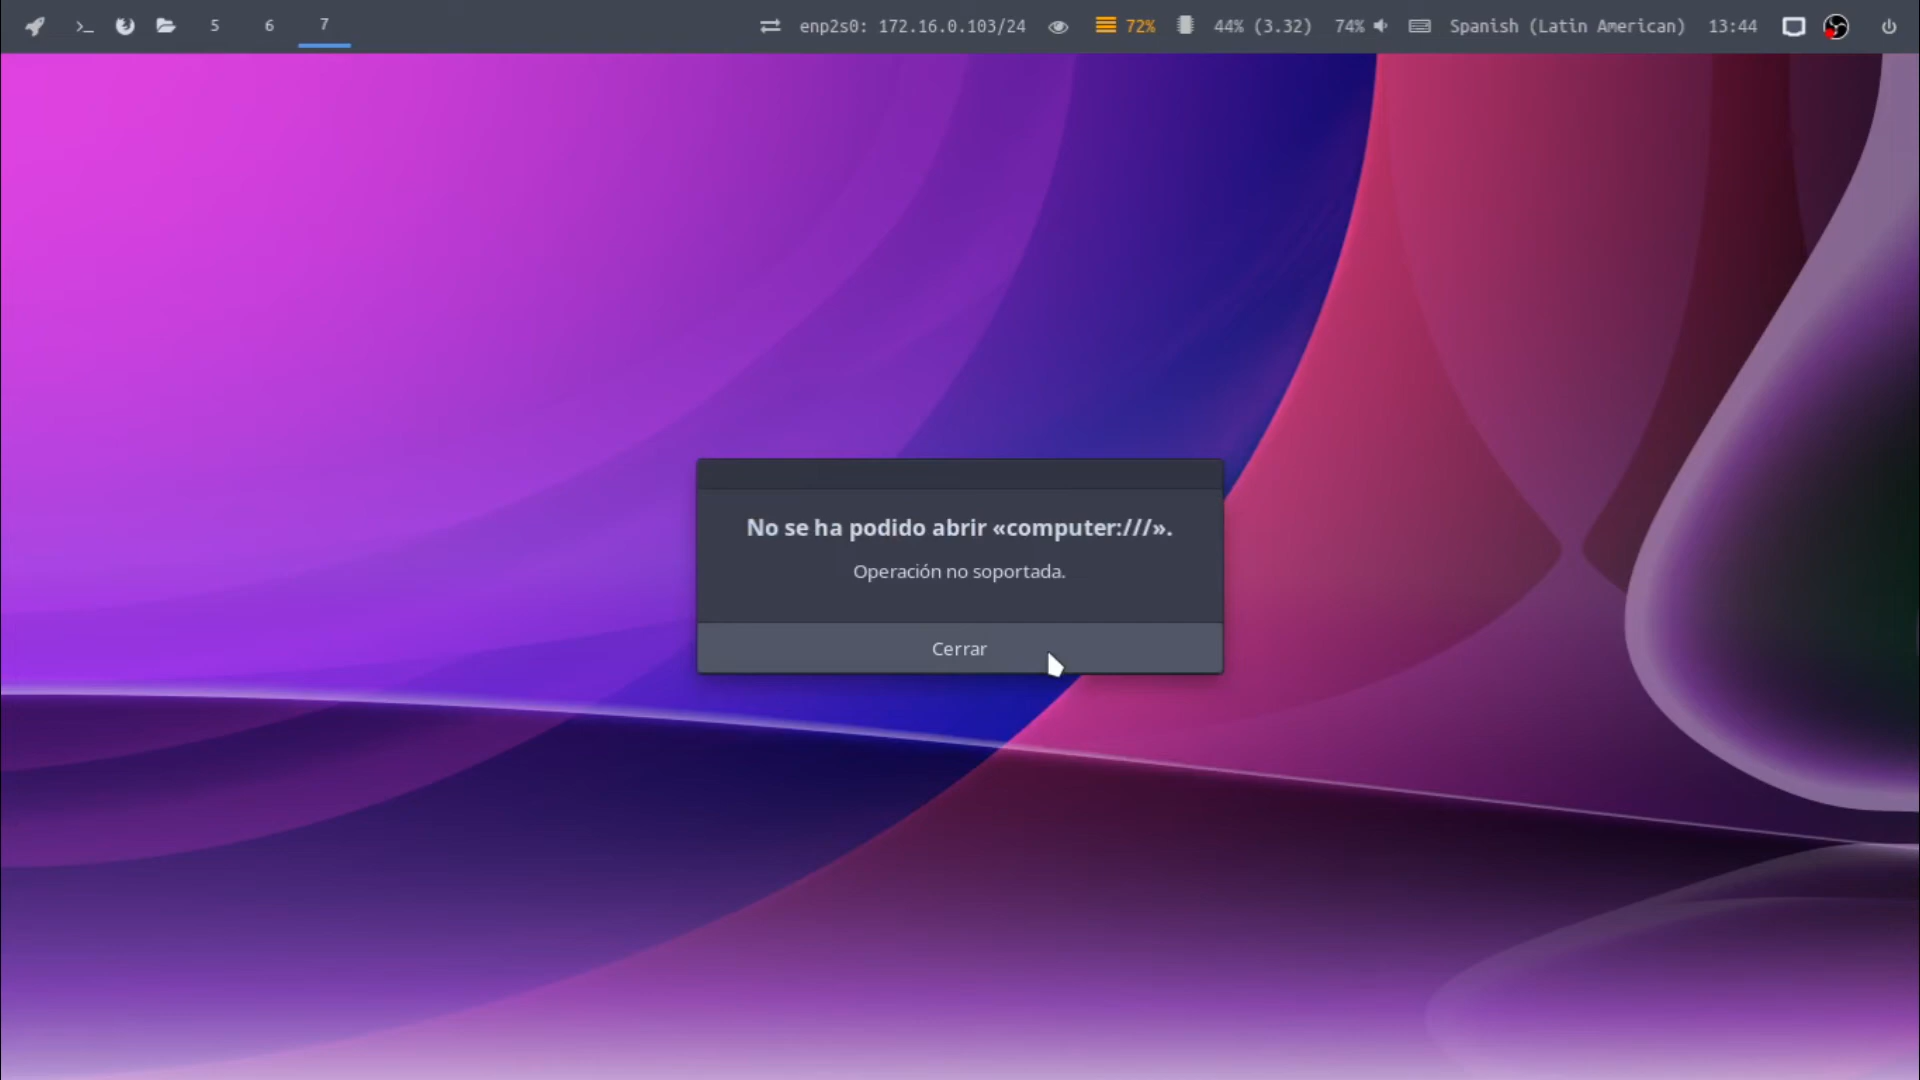 >_ 5 6 7 enp2s0: 172.16.0.103/24 72% 44% (3.32) 74% Spanish (Latin American) 13:44
No se ha podido abrir «computer:///».
Operación no soportada.
Cerrar